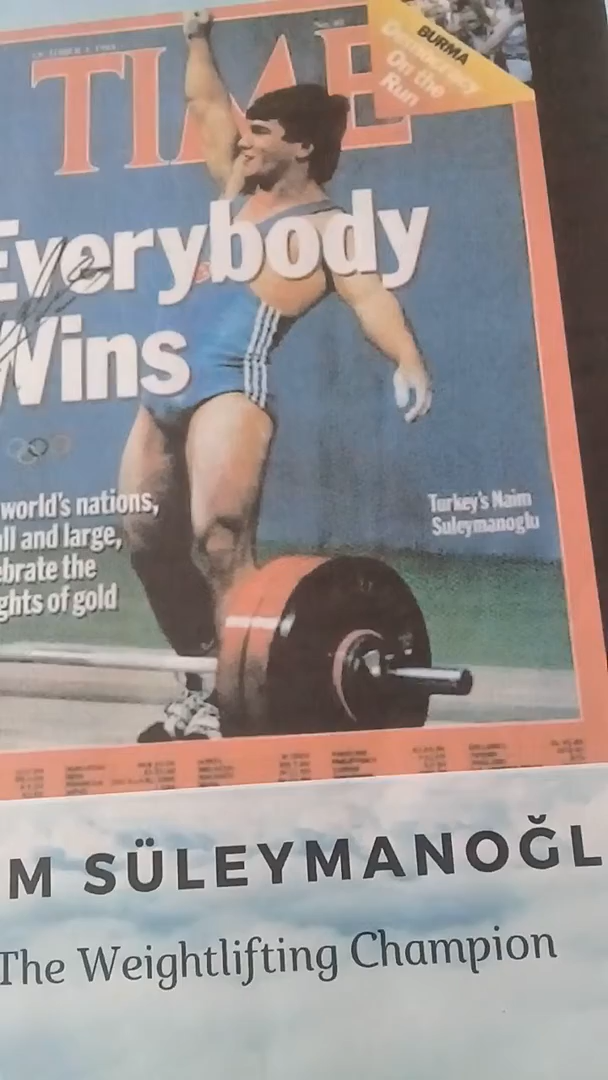 TIME
BURMA
Democracy
On the
Run
Everybody
Wins
world's nations,
all and large,
ebrate the
ghts of gold
Turkey's Naim
Suleymanoglu
M SÜLEYMANOĞL
The Weightlifting Champion